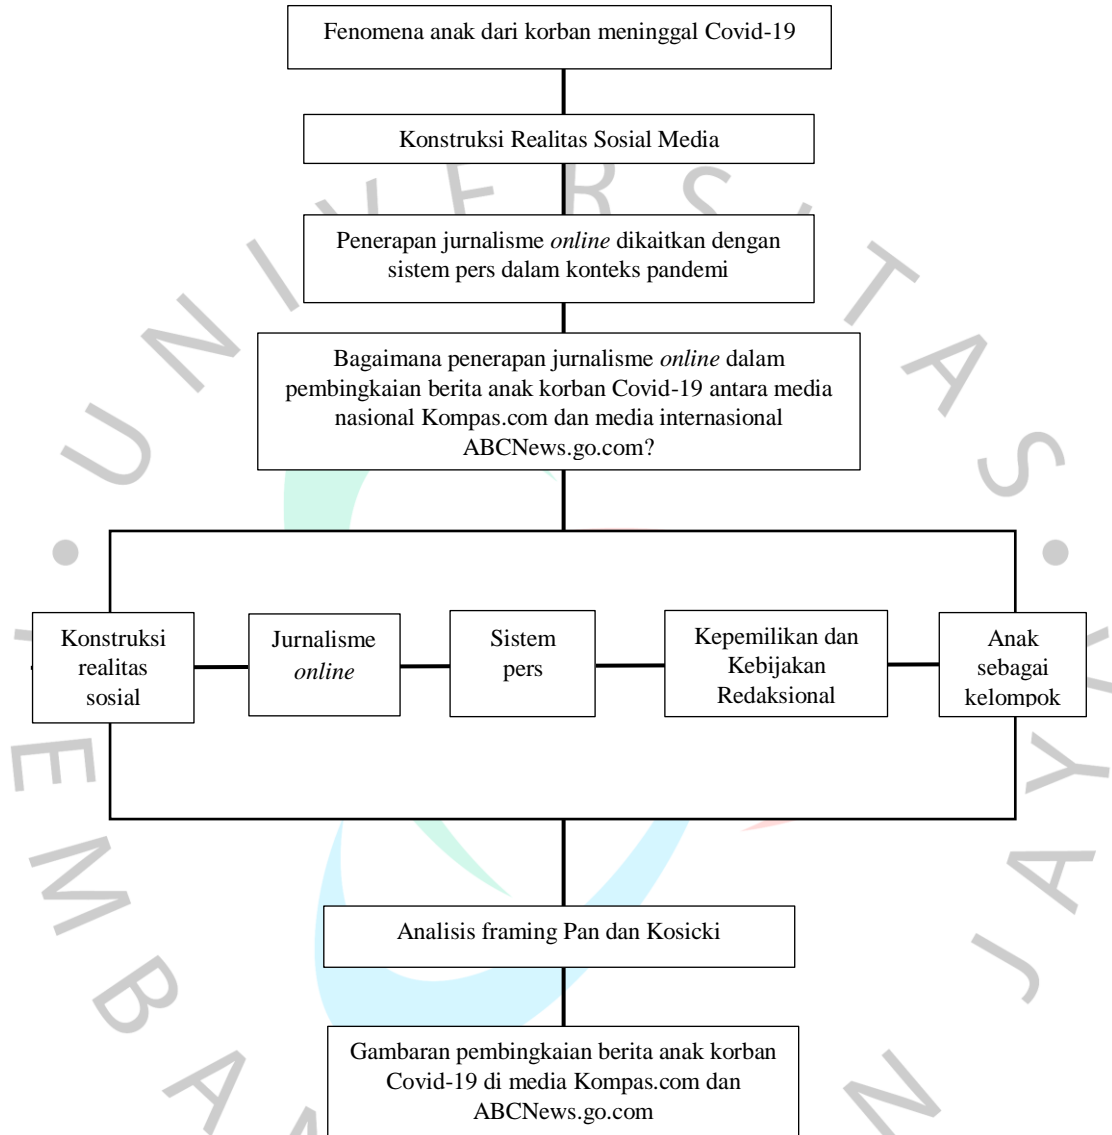 Fenomena anak dari korban meninggal Covid-19
Konstruksi Realitas Sosial Media
Penerapan jurnalisme online dikaitkan dengan
sistem pers dalam konteks pandemi
Bagaimana penerapan jurnalisme online dalam
pembingkaian berita anak korban Covid-19 antara media
nasional Kompas.com dan media internasional
ABCNews.go.com?
Konstruksi
realitas
sosial
Jurnalisme
online
Sistem
pers
Kepemilikan dan
Kebijakan
Redaksional
Anak
sebagai
kelompok
Analisis framing Pan dan Kosicki
Gambaran pembingkaian berita anak korban
Covid-19 di media Kompas.com dan
ABCNews.go.com
UNIVERSITAS